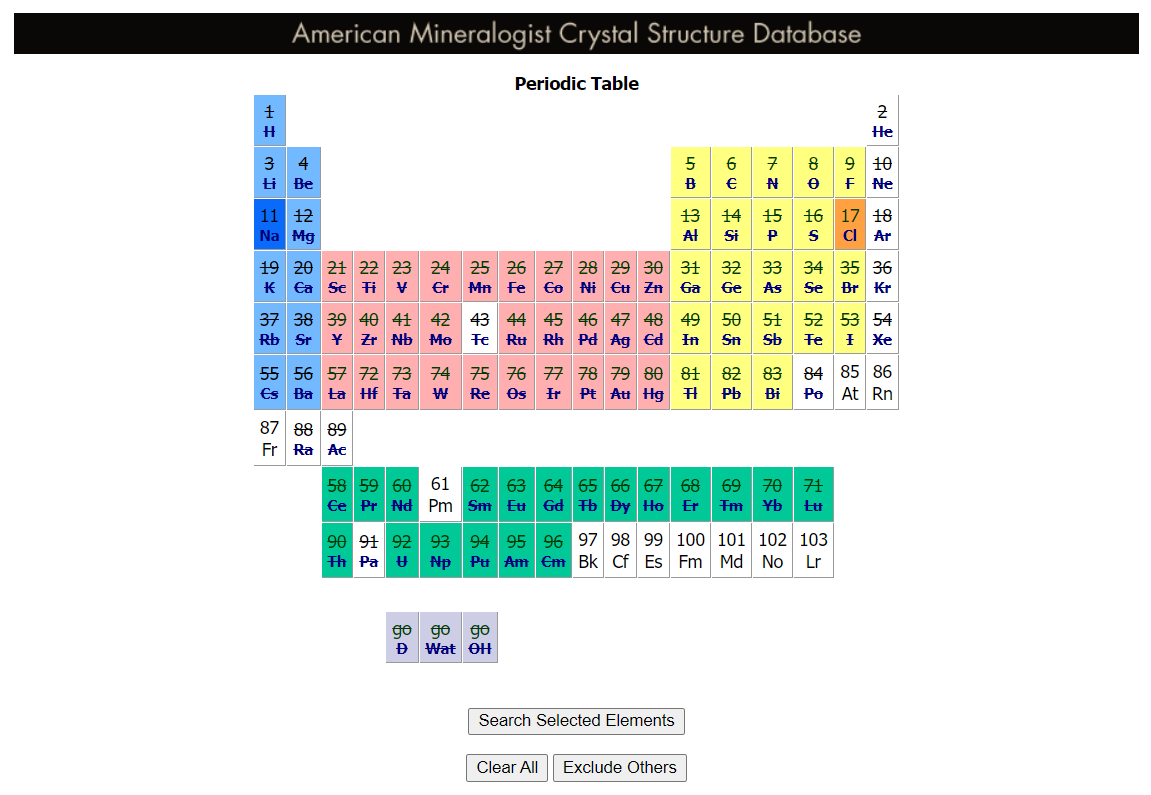 American Mineralogist Crystal Structure Database
Periodic Table
1 2
H He
3 4 5 6 7 8 9 10
Li Be B C N O F Ne
11 12 13 14 15 16 17 18
Na Mg Al Si P S Cl Ar
19 20 21 22 23 24 25 26 27 28 29 30 31 32 33 34 35 36
K Ca Sc Ti V Cr Mn Fe Co Ni Cu Zn Ga Ge As Se Br Kr
37 38 39 40 41 42 43 44 45 46 47 48 49 50 51 52 53 54
Rb Sr Y Zr Nb Mo Tc Ru Rh Pd Ag Cd In Sn Sb Te I Xe
55 56 57 72 73 74 75 76 77 78 79 80 81 82 83 84 85 86
Cs Ba La Hf Ta W Re Os Ir Pt Au Hg Tl Pb Bi Po At Rn
87 88 89
Fr Ra Ac
58 59 60 61 62 63 64 65 66 67 68 69 70 71
Ce Pr Nd Pm Sm Eu Gd Tb Dy Ho Er Tm Yb Lu
90 91 92 93 94 95 96 97 98 99 100 101 102 103
Th Pa U Np Pu Am Cm Bk Cf Es Fm Md No Lr
go go go
D Wat OH
Search Selected Elements
Clear All Exclude Others